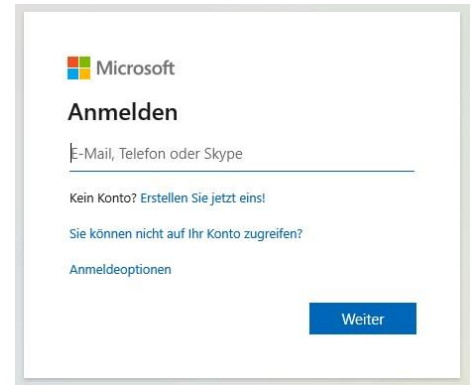 Microsoft
Anmelden
E-Mail, Telefon oder Skype
Kein Konto? Erstellen Sie jetzt eins!
Sie können nicht auf Ihr Konto zugreifen?
Anmeldeoptionen
Weiter